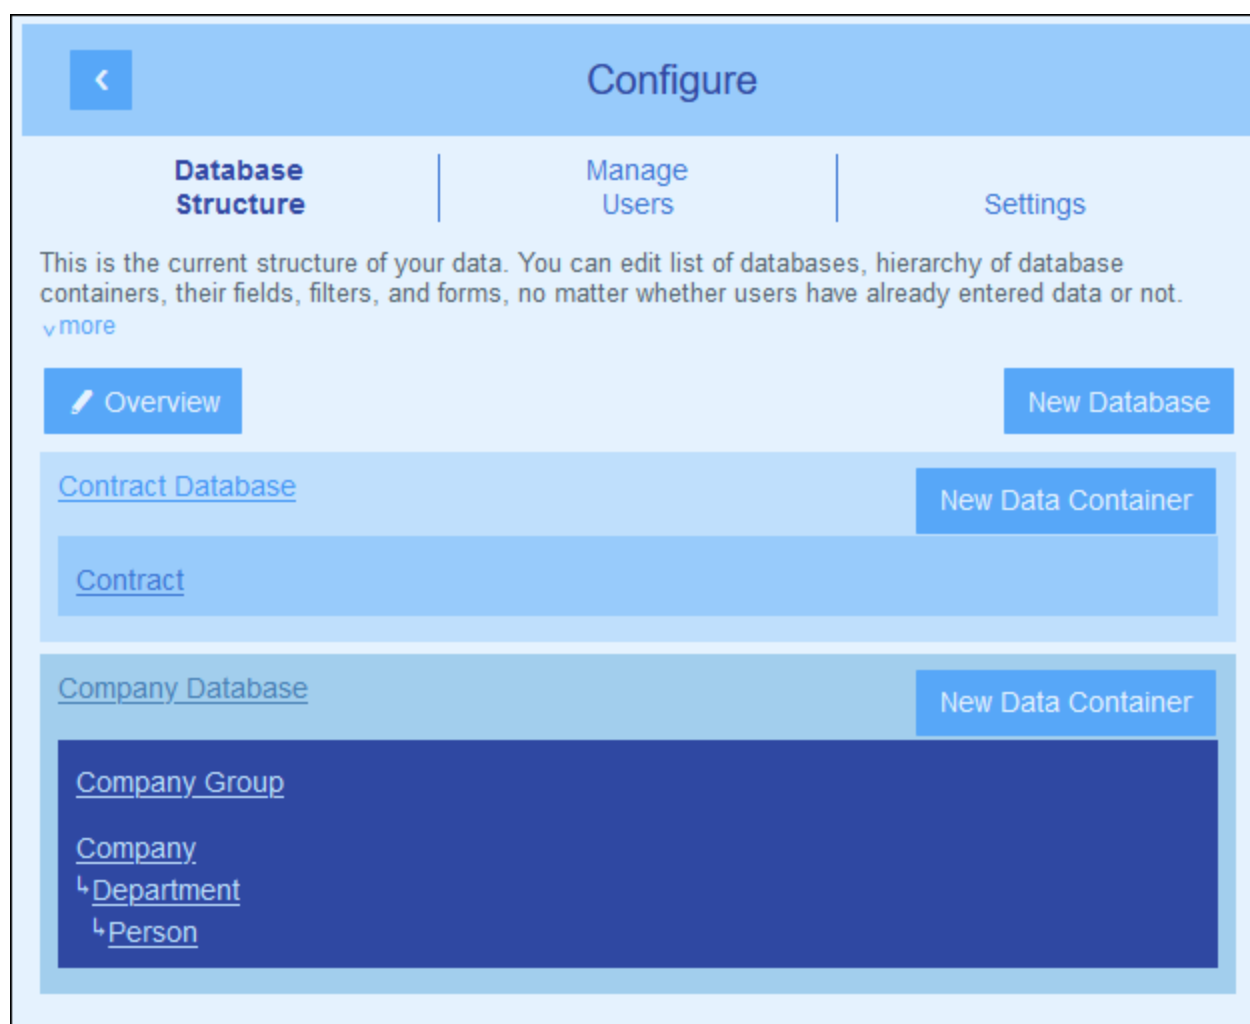 Configure
Database
Structure
Manage
Users
Settings
This is the current structure of your data. You can edit list of databases, hierarchy of database
containers, their fields, filters, and forms, no matter whether users have already entered data or not.
more
Overview
New Database
Contract Database
New Data Container
Contract
Company Database
New Data Container
Company Group
Company
Department
Person